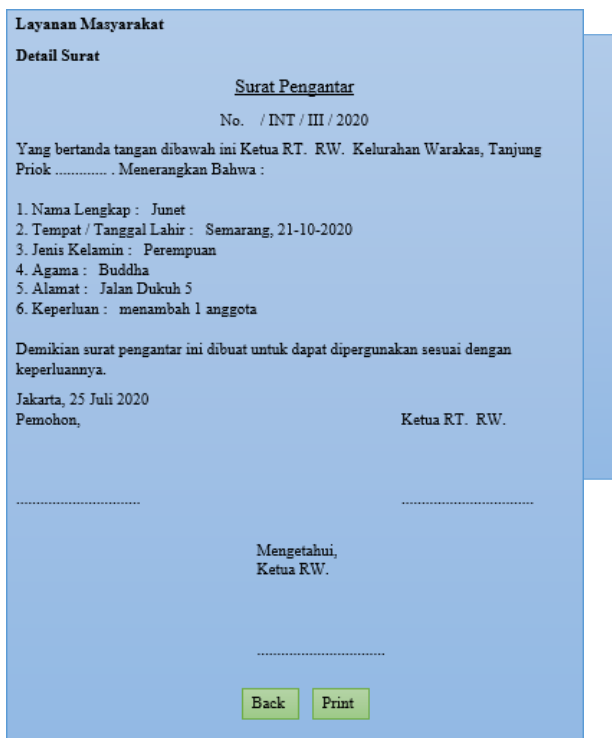 Layanan Masyarakat
Detail Surat
Surat Pengantar
No. / INT / III / 2020
Yang bertanda tangan dibawah ini Ketua RT. RW. Kelurahan Warakas, Tanjung
Priok ............. . Menerangkan Bahwa :
1. Nama Lengkap : Junet
2. Tempat / Tanggal Lahir : Semarang, 21-10-2020
3. Jenis Kelamin : Perempuan
4. Agama : Buddha
5. Alamat : Jalan Dukuh 5
6. Keperluan : menambah 1 anggota
Demikian surat pengantar ini dibuat untuk dapat dipergunakan sesuai dengan
keperluannya.
Jakarta, 25 Juli 2020
Pemohon, Ketua RT. RW.
............................... .................................
Mengetahui,
Ketua RW.
................................
Back Print